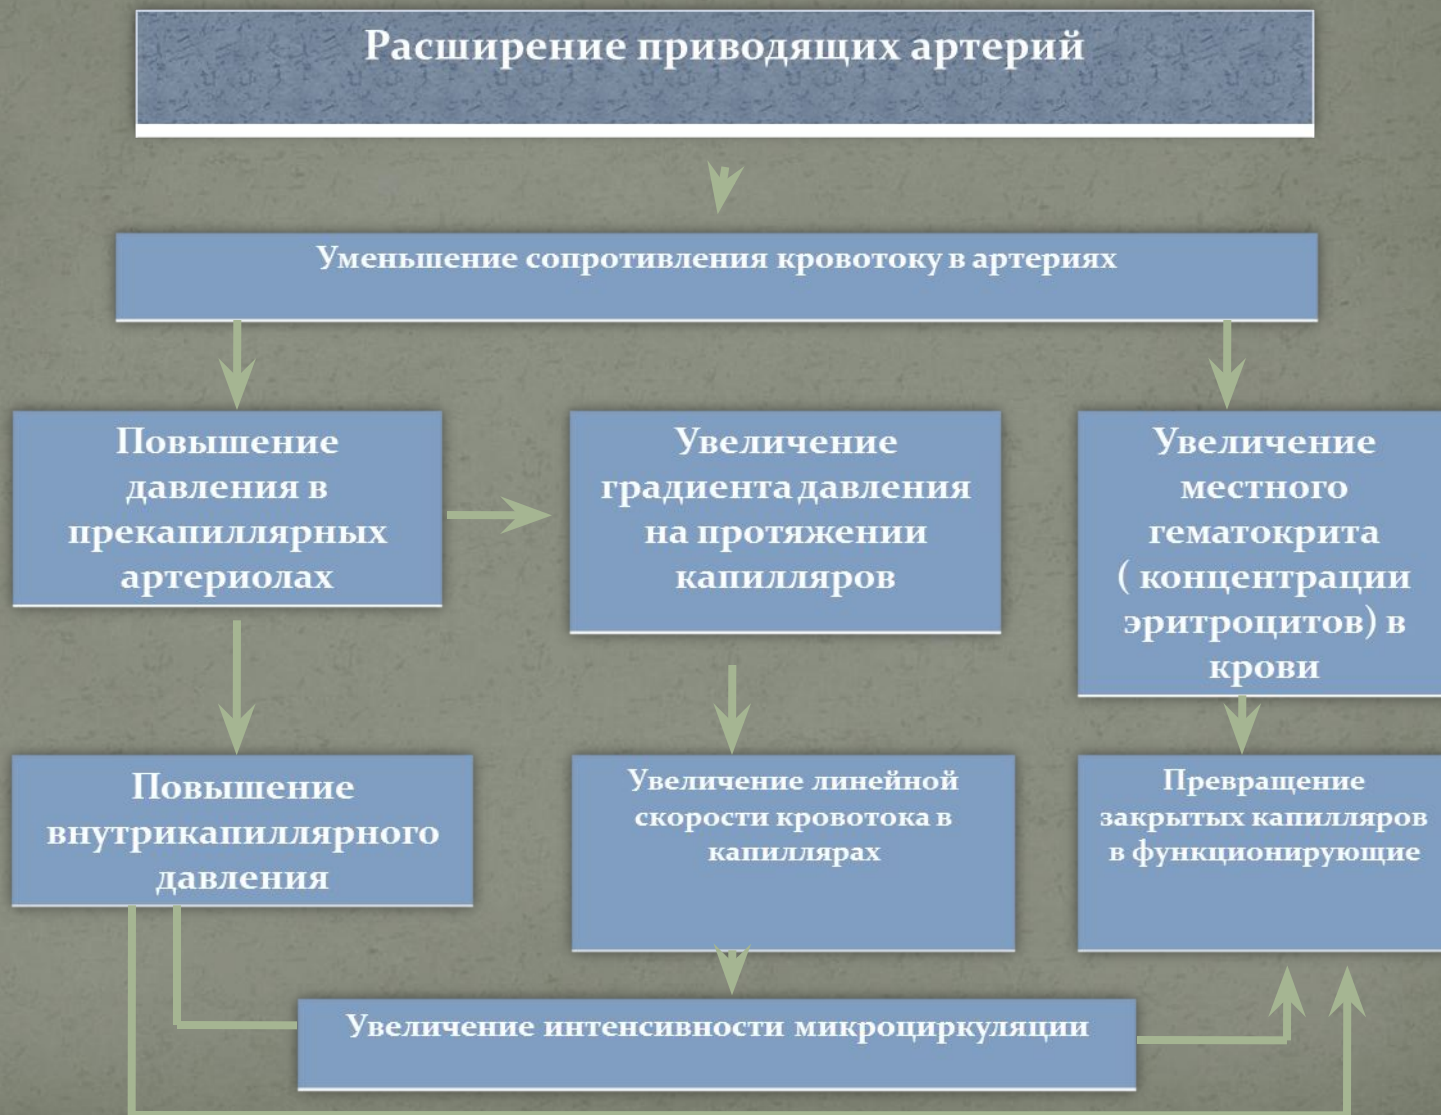 Расширение приводящих артерий
Уменьшение сопротивления кровотоку в артериях
Повышение
давления в
прекапиллярных
артериолах
Увеличение
градиента давления
на протяжении
капилляров
Увеличение
местного
гематокрита
( концентрации
эритроцитов) в
крови
Повышение
внутрикапиллярного
давления
Увеличение линейной
скорости кровотока в
капиллярах
Превращение
закрытых капилляров
в функционирующие
Увеличение интенсивности микроциркуляции